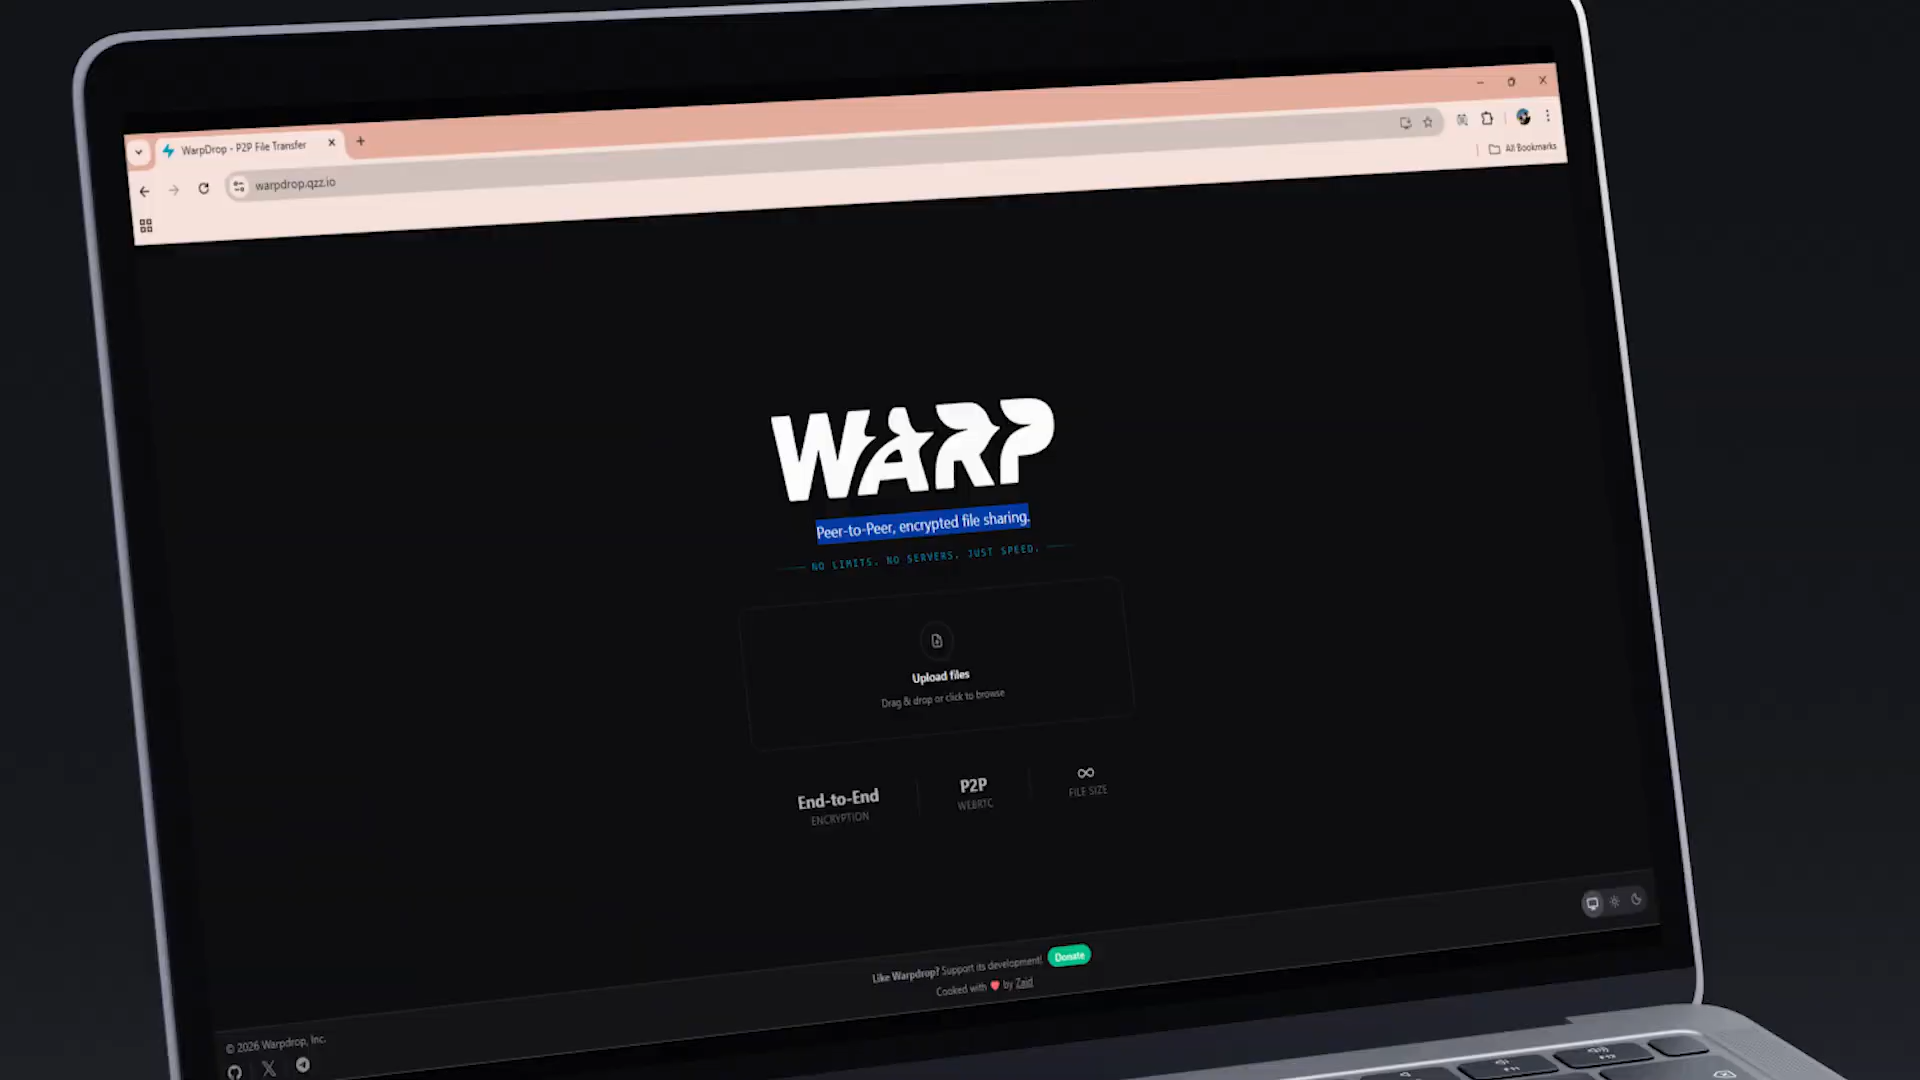 WarpDrop - P2P File Transfer
warpdrop.qzz.io
All Bookmarks
WARP
Peer-to-Peer, encrypted file sharing.
NO LIMITS. NO SERVERS. JUST SPEED.
Upload files
Drag & drop or click to browse
End-to-End
ENCRYPTION
P2P
WEBRTC
∞
FILE SIZE
Like Warpdrop? Support its development! Donate
Cooked with ❤ by Zaid
© 2026 Warpdrop, Inc.